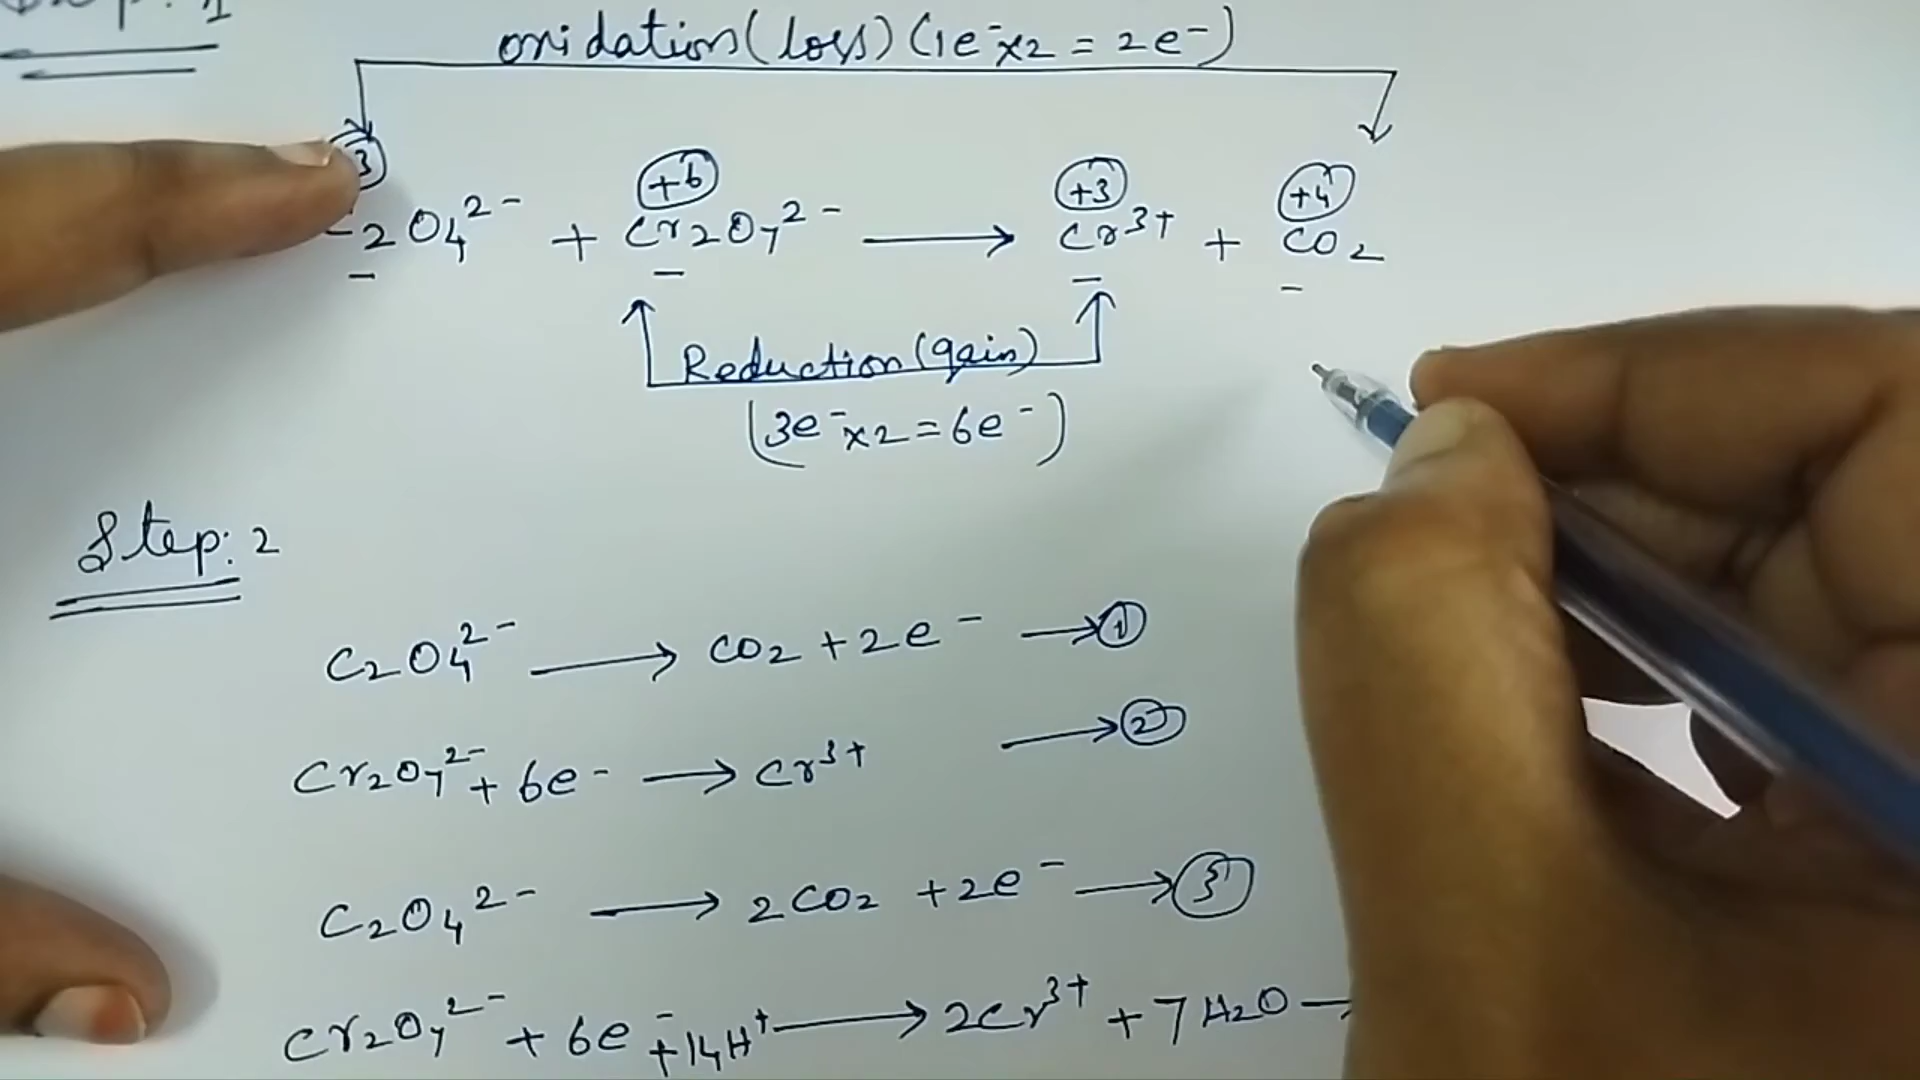 Step: 1
oxidation(loss)(1e⁻x2 = 2e⁻)
3 +6 +3 +4
C₂O₄²⁻ + Cr₂O₇²⁻ → Cr³⁺ + CO₂
Reduction(gain)
(3e⁻x2 = 6e⁻)
Step: 2
C₂O₄²⁻ → CO₂ + 2e⁻ → 1
Cr₂O₇²⁻ + 6e⁻ → Cr³⁺ → 2
C₂O₄²⁻ → 2CO₂ + 2e⁻ → 3
Cr₂O₇²⁻ + 6e⁻ + 14H⁺ → 2Cr³⁺ + 7H₂O →